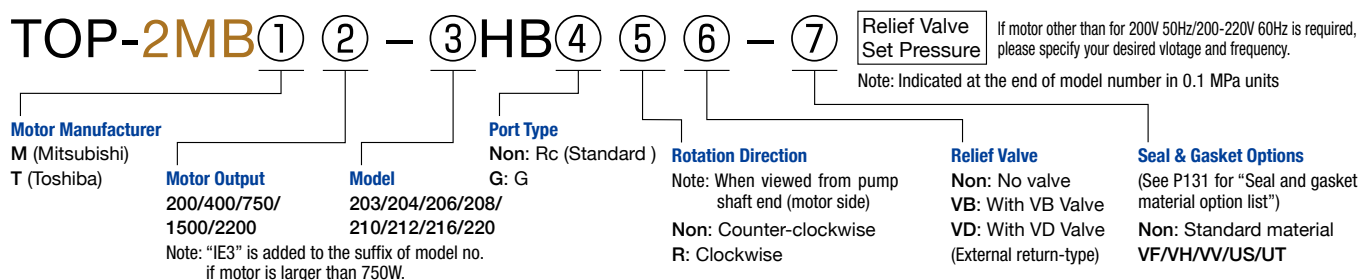 TOP-2MB① ② - ③HB④ ⑤ ⑥ - ⑦
Relief Valve
Set Pressure
If motor other than for 200V 50Hz/200-220V 60Hz is required,
please specify your desired vlotage and frequency.
Note: Indicated at the end of model number in 0.1 MPa units
Motor Manufacturer
M (Mitsubishi)
T (Toshiba)
Motor Output
200/400/750/
1500/2200
Note: “IE3” is added to the suffix of model no.
if motor is larger than 750W.
Model
203/204/206/208/
210/212/216/220
Port Type
Non: Rc (Standard )
G: G
Rotation Direction
Note: When viewed from pump
shaft end (motor side)
Non: Counter-clockwise
R: Clockwise
Relief Valve
Non: No valve
VB: With VB Valve
VD: With VD Valve
(External return-type)
Seal & Gasket Options
(See P131 for “Seal and gasket
material option list”)
Non: Standard material
VF/VH/VV/US/UT